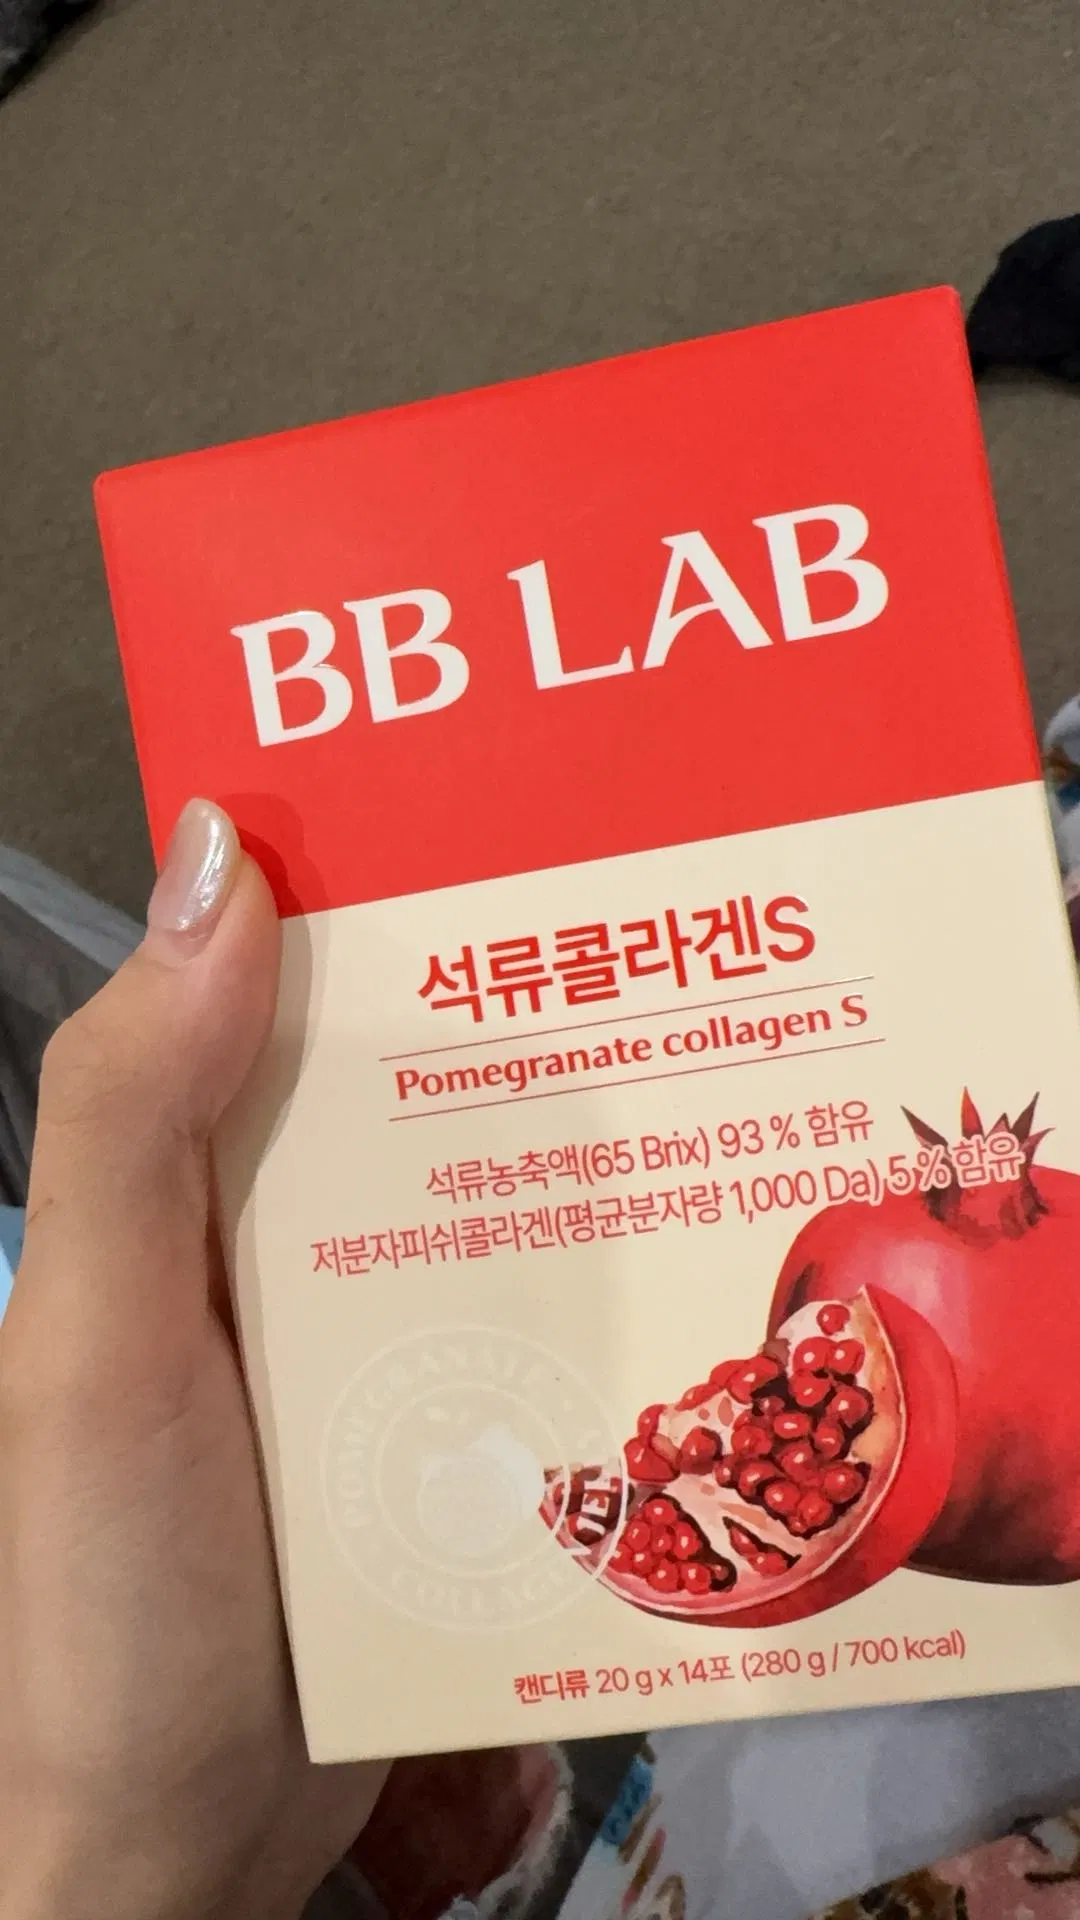 BB LAB
석류콜라겐S
Pomegranate collagen S
석류농축액(65 Brix) 93 % 함유
저분자피쉬콜라겐(평균분자량 1,000 Da) 5 % 함유
POMEGRANATE
COLLAGEN
캔디류 20 g x 14포 (280 g / 700 kcal)